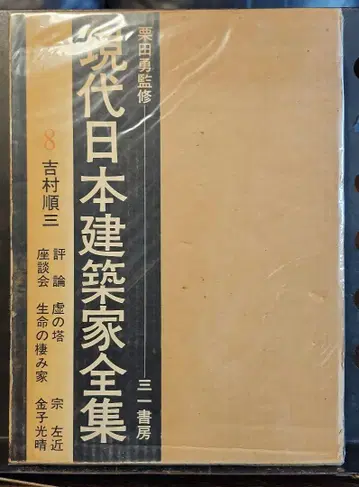 栗田勇監修
三一書房
現代日本建築家全集
8 吉村順三
評論 虚の塔 宗左近
座談会 生命の棲み家 金子光晴